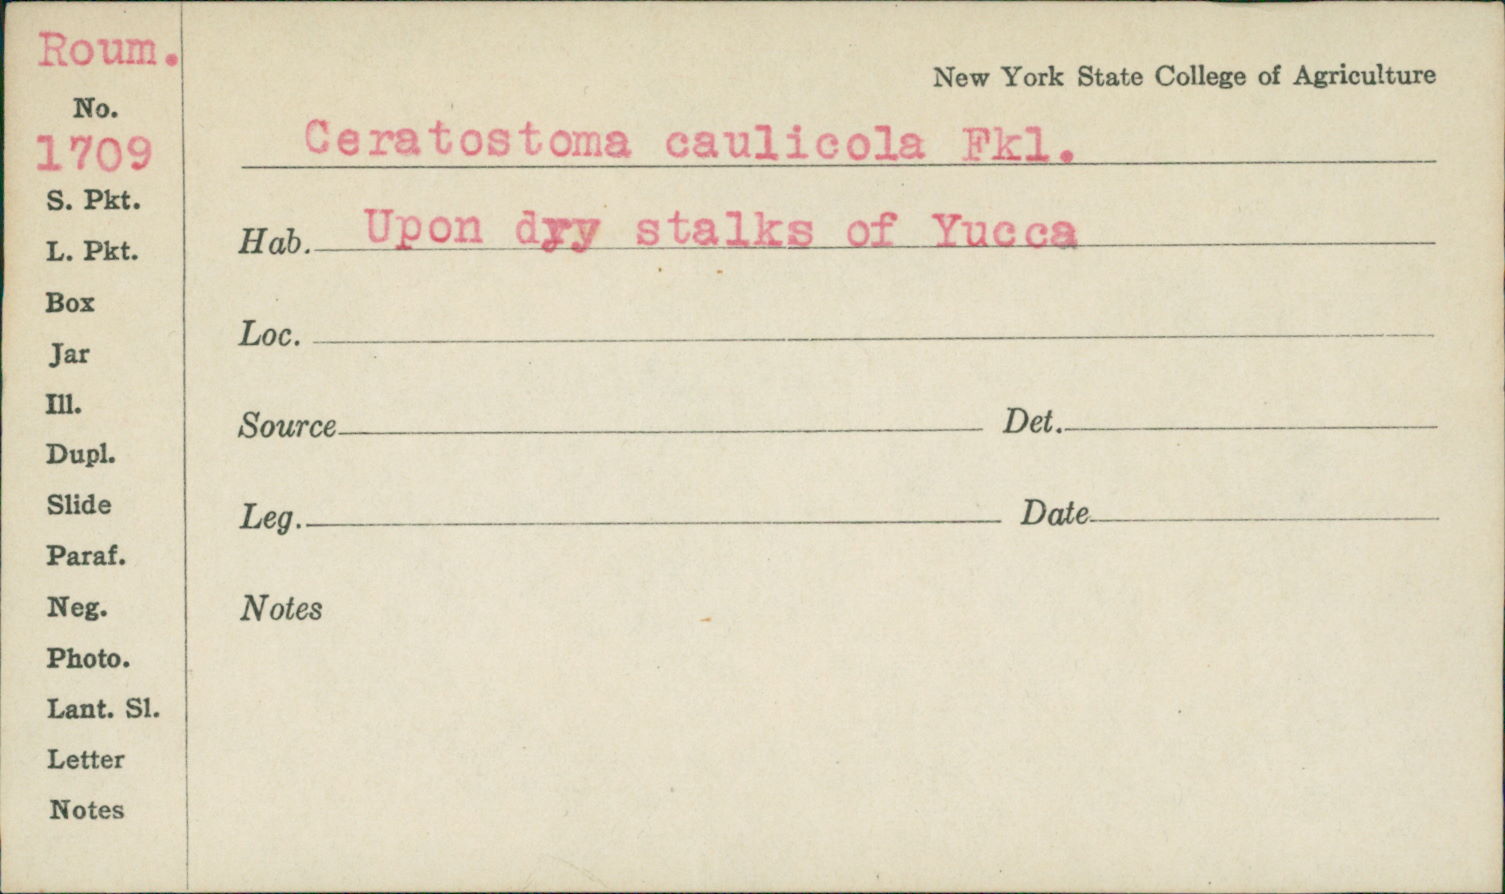 Roum.
No.
1709
S. Pkt.
L. Pkt.
Box
Jar
Ill.
Dupl.
Slide
Paraf.
Neg.
Photo.
Lant. Sl.
Letter
Notes
New York State College of Agriculture
Ceratostoma caulicola Fkl.
Hab. Upon dry stalks of Yucca
Loc.
Source Det.
Leg. Date
Notes